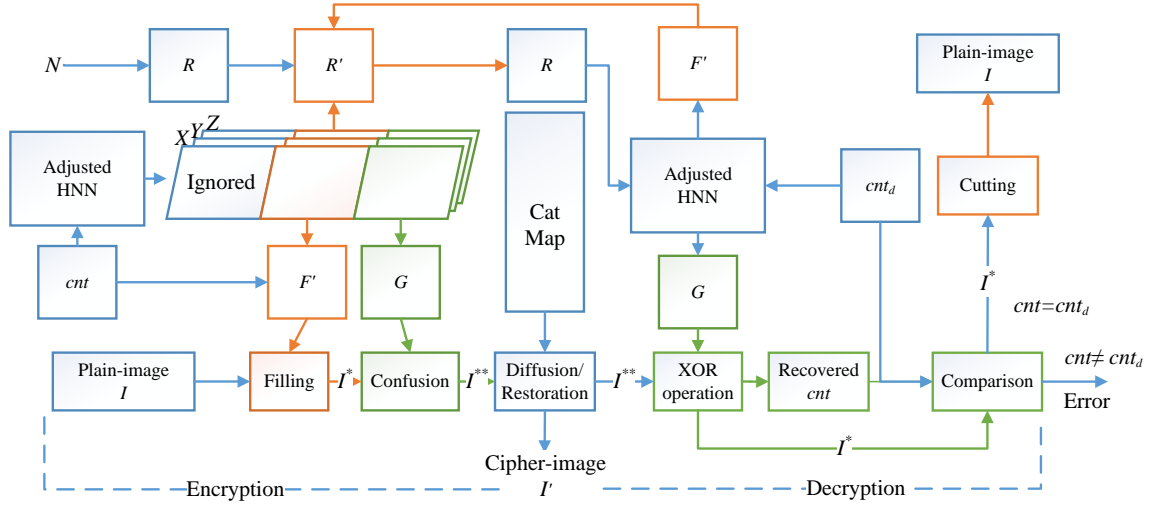 N
R
R'
R
F'
Plain-image
I
X
Y
Z
Adjusted
HNN
Ignored
Cat
Map
Adjusted
HNN
cnt_d
Cutting
cnt
F'
G
G
I*
cnt=cnt_d
Plain-image
I
Filling
I*
Confusion
I**
Diffusion/
Restoration
I**
XOR
operation
Recovered
cnt
Comparison
cnt≠ cnt_d
Error
I*
Cipher-image
I'
Encryption
Decryption